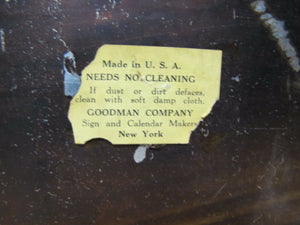 Made in U. S. A.
NEEDS NO CLEANING
If dust or dirt defaces,
clean with soft damp cloth.
GOODMAN COMPANY
Sign and Calendar Makers
New York